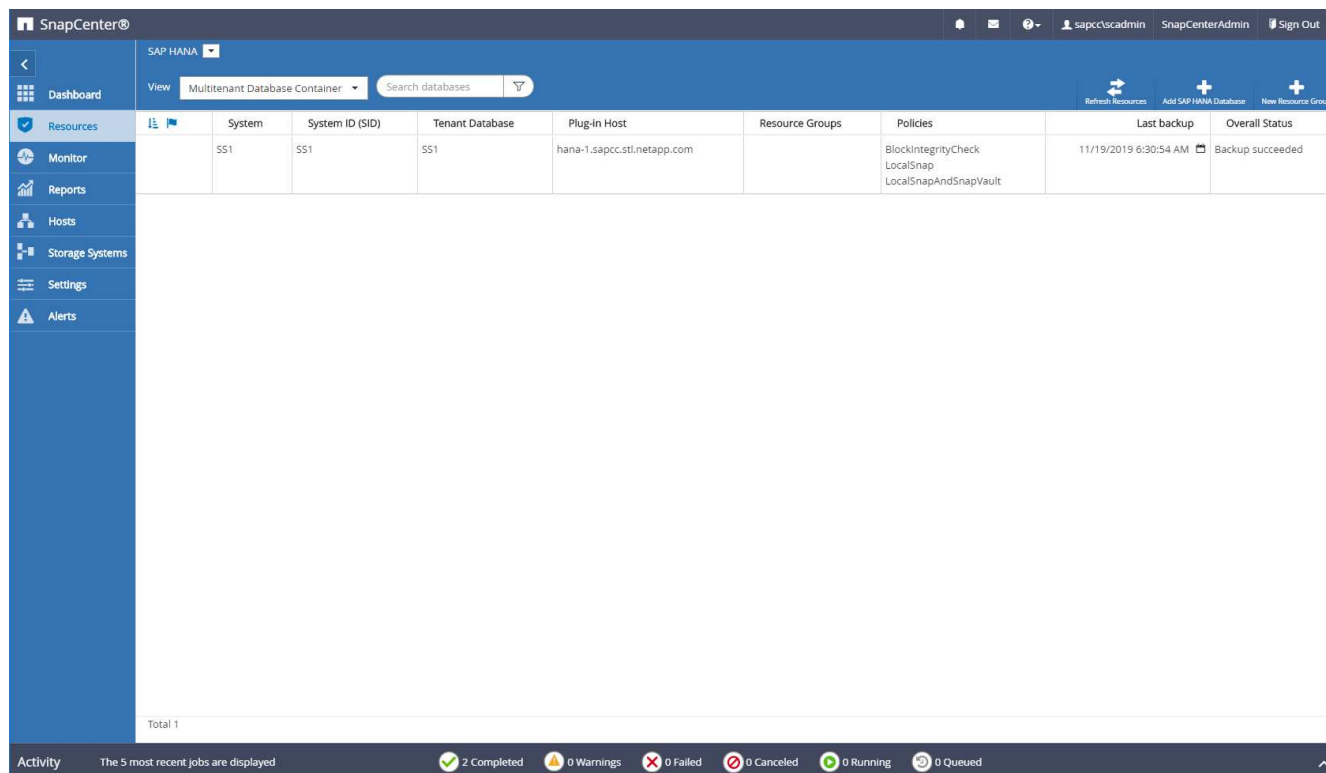 SnapCenter®
sapcc\scadmin SnapCenterAdmin Sign Out
SAP HANA
View Multitenant Database Container Search databases
Refresh Resources Add SAP HANA Database New Resource Grou
Dashboard
Resources
Monitor
Reports
Hosts
Storage Systems
Settings
Alerts
System System ID (SID) Tenant Database Plug-in Host Resource Groups Policies Last backup Overall Status
SS1 SS1 SS1 hana-1.sapcc.stl.netapp.com BlockIntegrityCheck 11/19/2019 6:30:54 AM Backup succeeded
LocalSnap
LocalSnapAndSnapVault
Total 1
Activity The 5 most recent jobs are displayed 2 Completed 0 Warnings 0 Failed 0 Canceled 0 Running 0 Queued